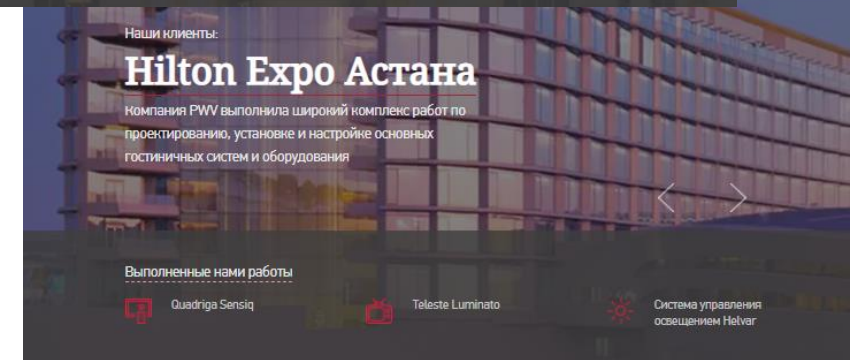 Наши клиенты:
Hilton Expo Астана
Компания PWV выполнила широкий комплекс работ по
проектированию, установке и настройке основных
гостиничных систем и оборудования
Выполненные нами работы
Quadriga Sensiq
Teleste Luminato
Система управления
освещением Helvar